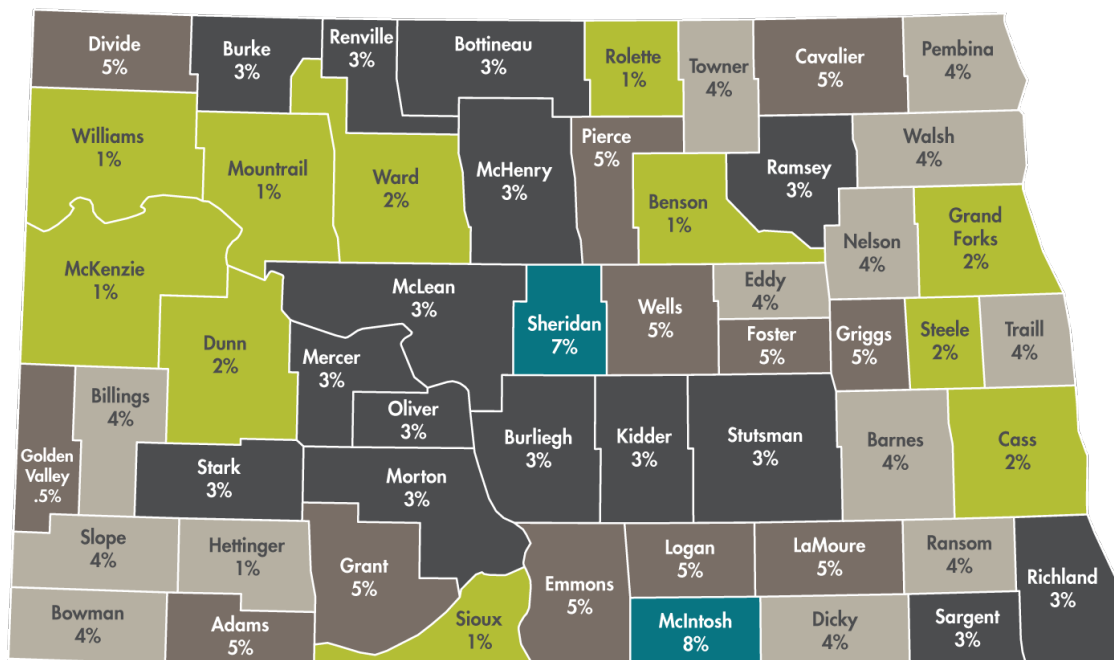 Divide
5%
Burke
3%
Renville
3%
Bottineau
3%
Rolette
1%
Towner
4%
Cavalier
5%
Pembina
4%
Williams
1%
Mountrail
1%
Ward
2%
McHenry
3%
Pierce
5%
Benson
1%
Ramsey
3%
Walsh
4%
McKenzie
1%
Nelson
4%
Grand
Forks
2%
Dunn
2%
McLean
3%
Mercer
3%
Oliver
3%
Sheridan
7%
Wells
5%
Eddy
4%
Foster
5%
Griggs
5%
Steele
2%
Traill
4%
Golden
Valley
.5%
Billings
4%
Stark
3%
Morton
3%
Burliegh
3%
Kidder
3%
Stutsman
3%
Barnes
4%
Cass
2%
Slope
4%
Hettinger
1%
Grant
5%
Bowman
4%
Adams
5%
Sioux
1%
Emmons
5%
Logan
5%
LaMoure
5%
Ransom
4%
Richland
3%
McIntosh
8%
Dicky
4%
Sargent
3%